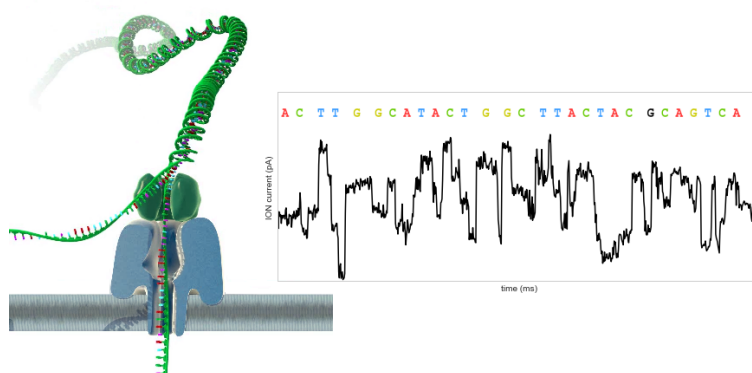 A C T T G G C A T A C T G G C T T A C T A C G C A G T C A
ION current (pA)
time (ms)